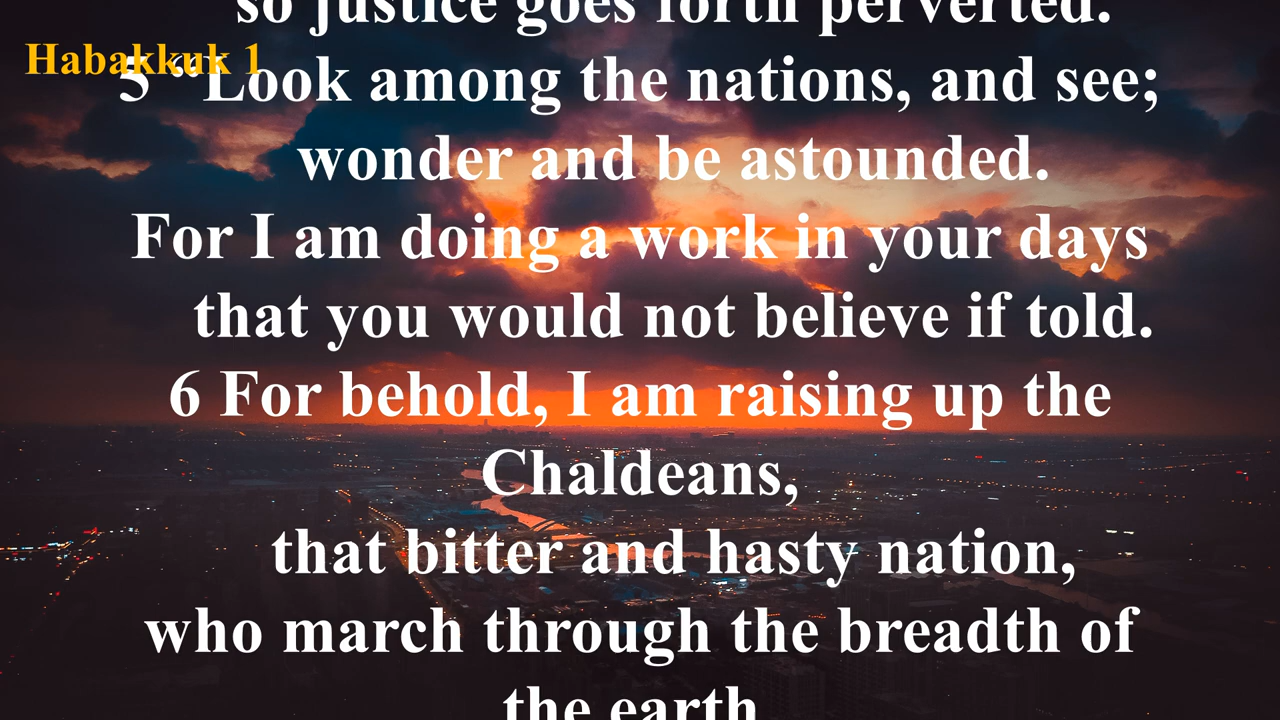 so justice goes forth perverted.
Habakkuk 1
5 “Look among the nations, and see;
wonder and be astounded.
For I am doing a work in your days
that you would not believe if told.
6 For behold, I am raising up the
Chaldeans,
that bitter and hasty nation,
who march through the breadth of
the earth